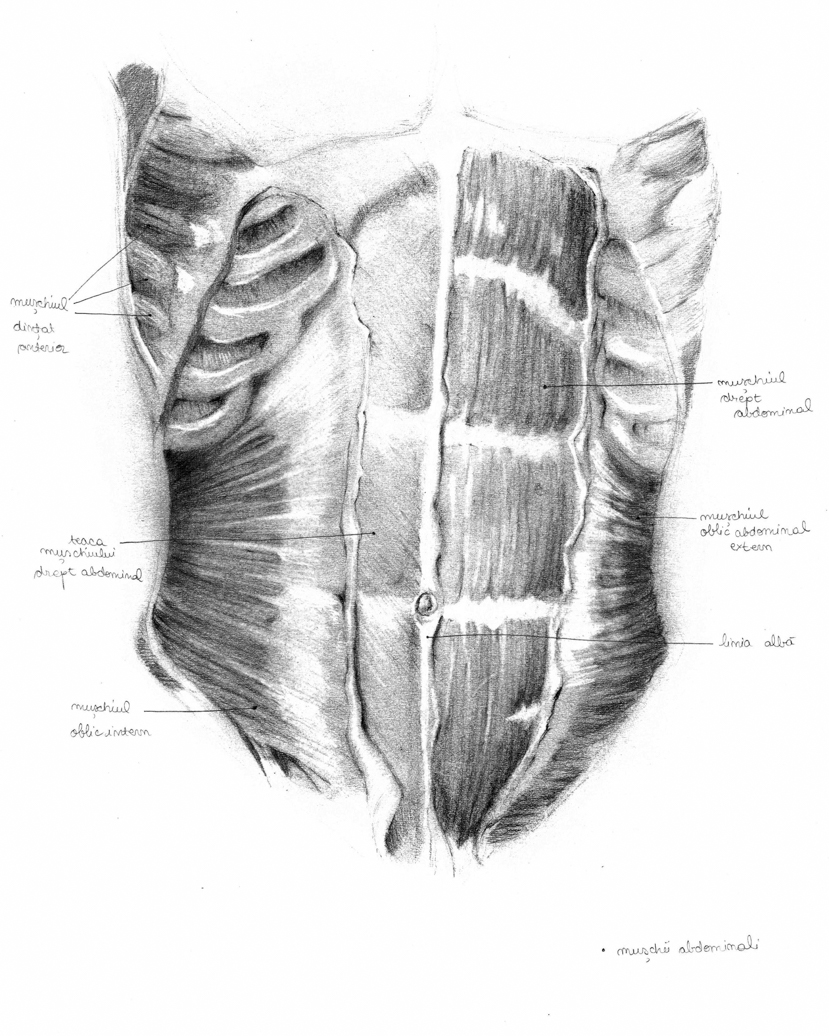 mușchiul
dințat
anterior
teaca
mușchiului
drept abdominal
mușchiul
oblic intern
mușchiul
drept
abdominal
mușchiul
oblic abdominal
extern
linia albă
• mușchii abdominali